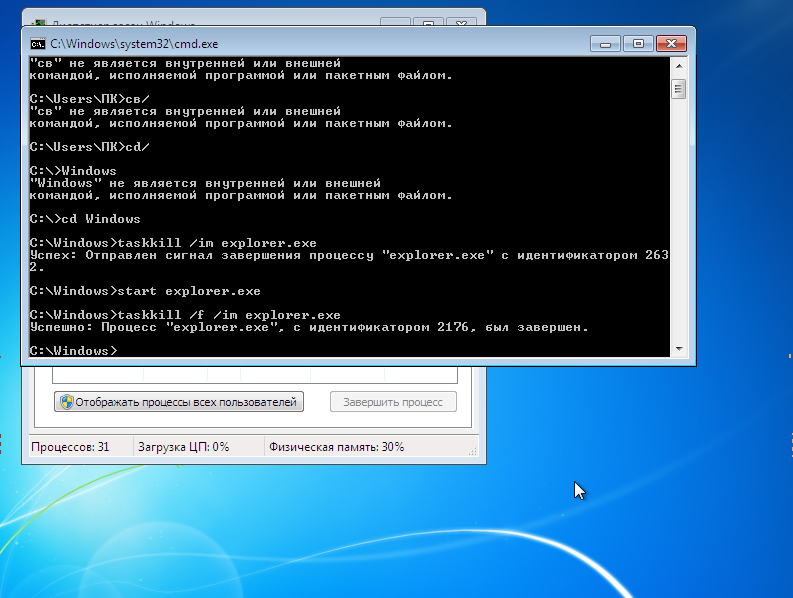 Диспетчер задач Windows
C:\Windows\system32\cmd.exe
"св" не является внутренней или внешней
командой, исполняемой программой или пакетным файлом.
C:\Users\ПК>св/
"св" не является внутренней или внешней
командой, исполняемой программой или пакетным файлом.
C:\Users\ПК>cd/
C:\>Windows
"Windows" не является внутренней или внешней
командой, исполняемой программой или пакетным файлом.
C:\>cd Windows
C:\Windows>taskkill /im explorer.exe
Успех: Отправлен сигнал завершения процессу "explorer.exe" с идентификатором 263
2.
C:\Windows>start explorer.exe
C:\Windows>taskkill /f /im explorer.exe
Успешно: Процесс "explorer.exe", с идентификатором 2176, был завершен.
C:\Windows>
Отображать процессы всех пользователей
Завершить процесс
Процессов: 31
Загрузка ЦП: 0%
Физическая память: 30%